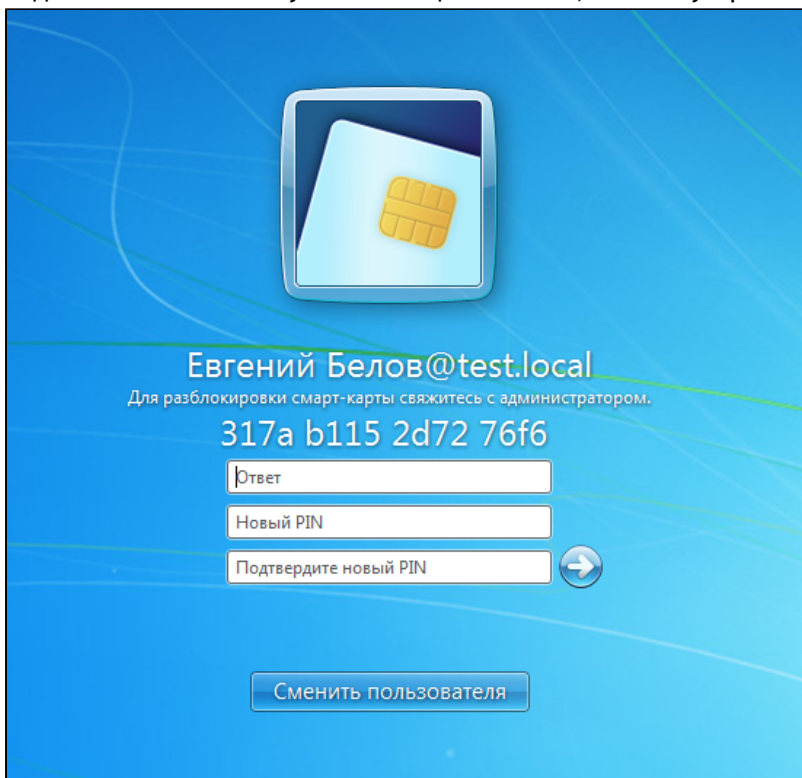 Евгений Белов@test.local
Для разблокировки смарт-карты свяжитесь с администратором.
317a b115 2d72 76f6
Ответ
Новый PIN
Подтвердите новый PIN
Сменить пользователя